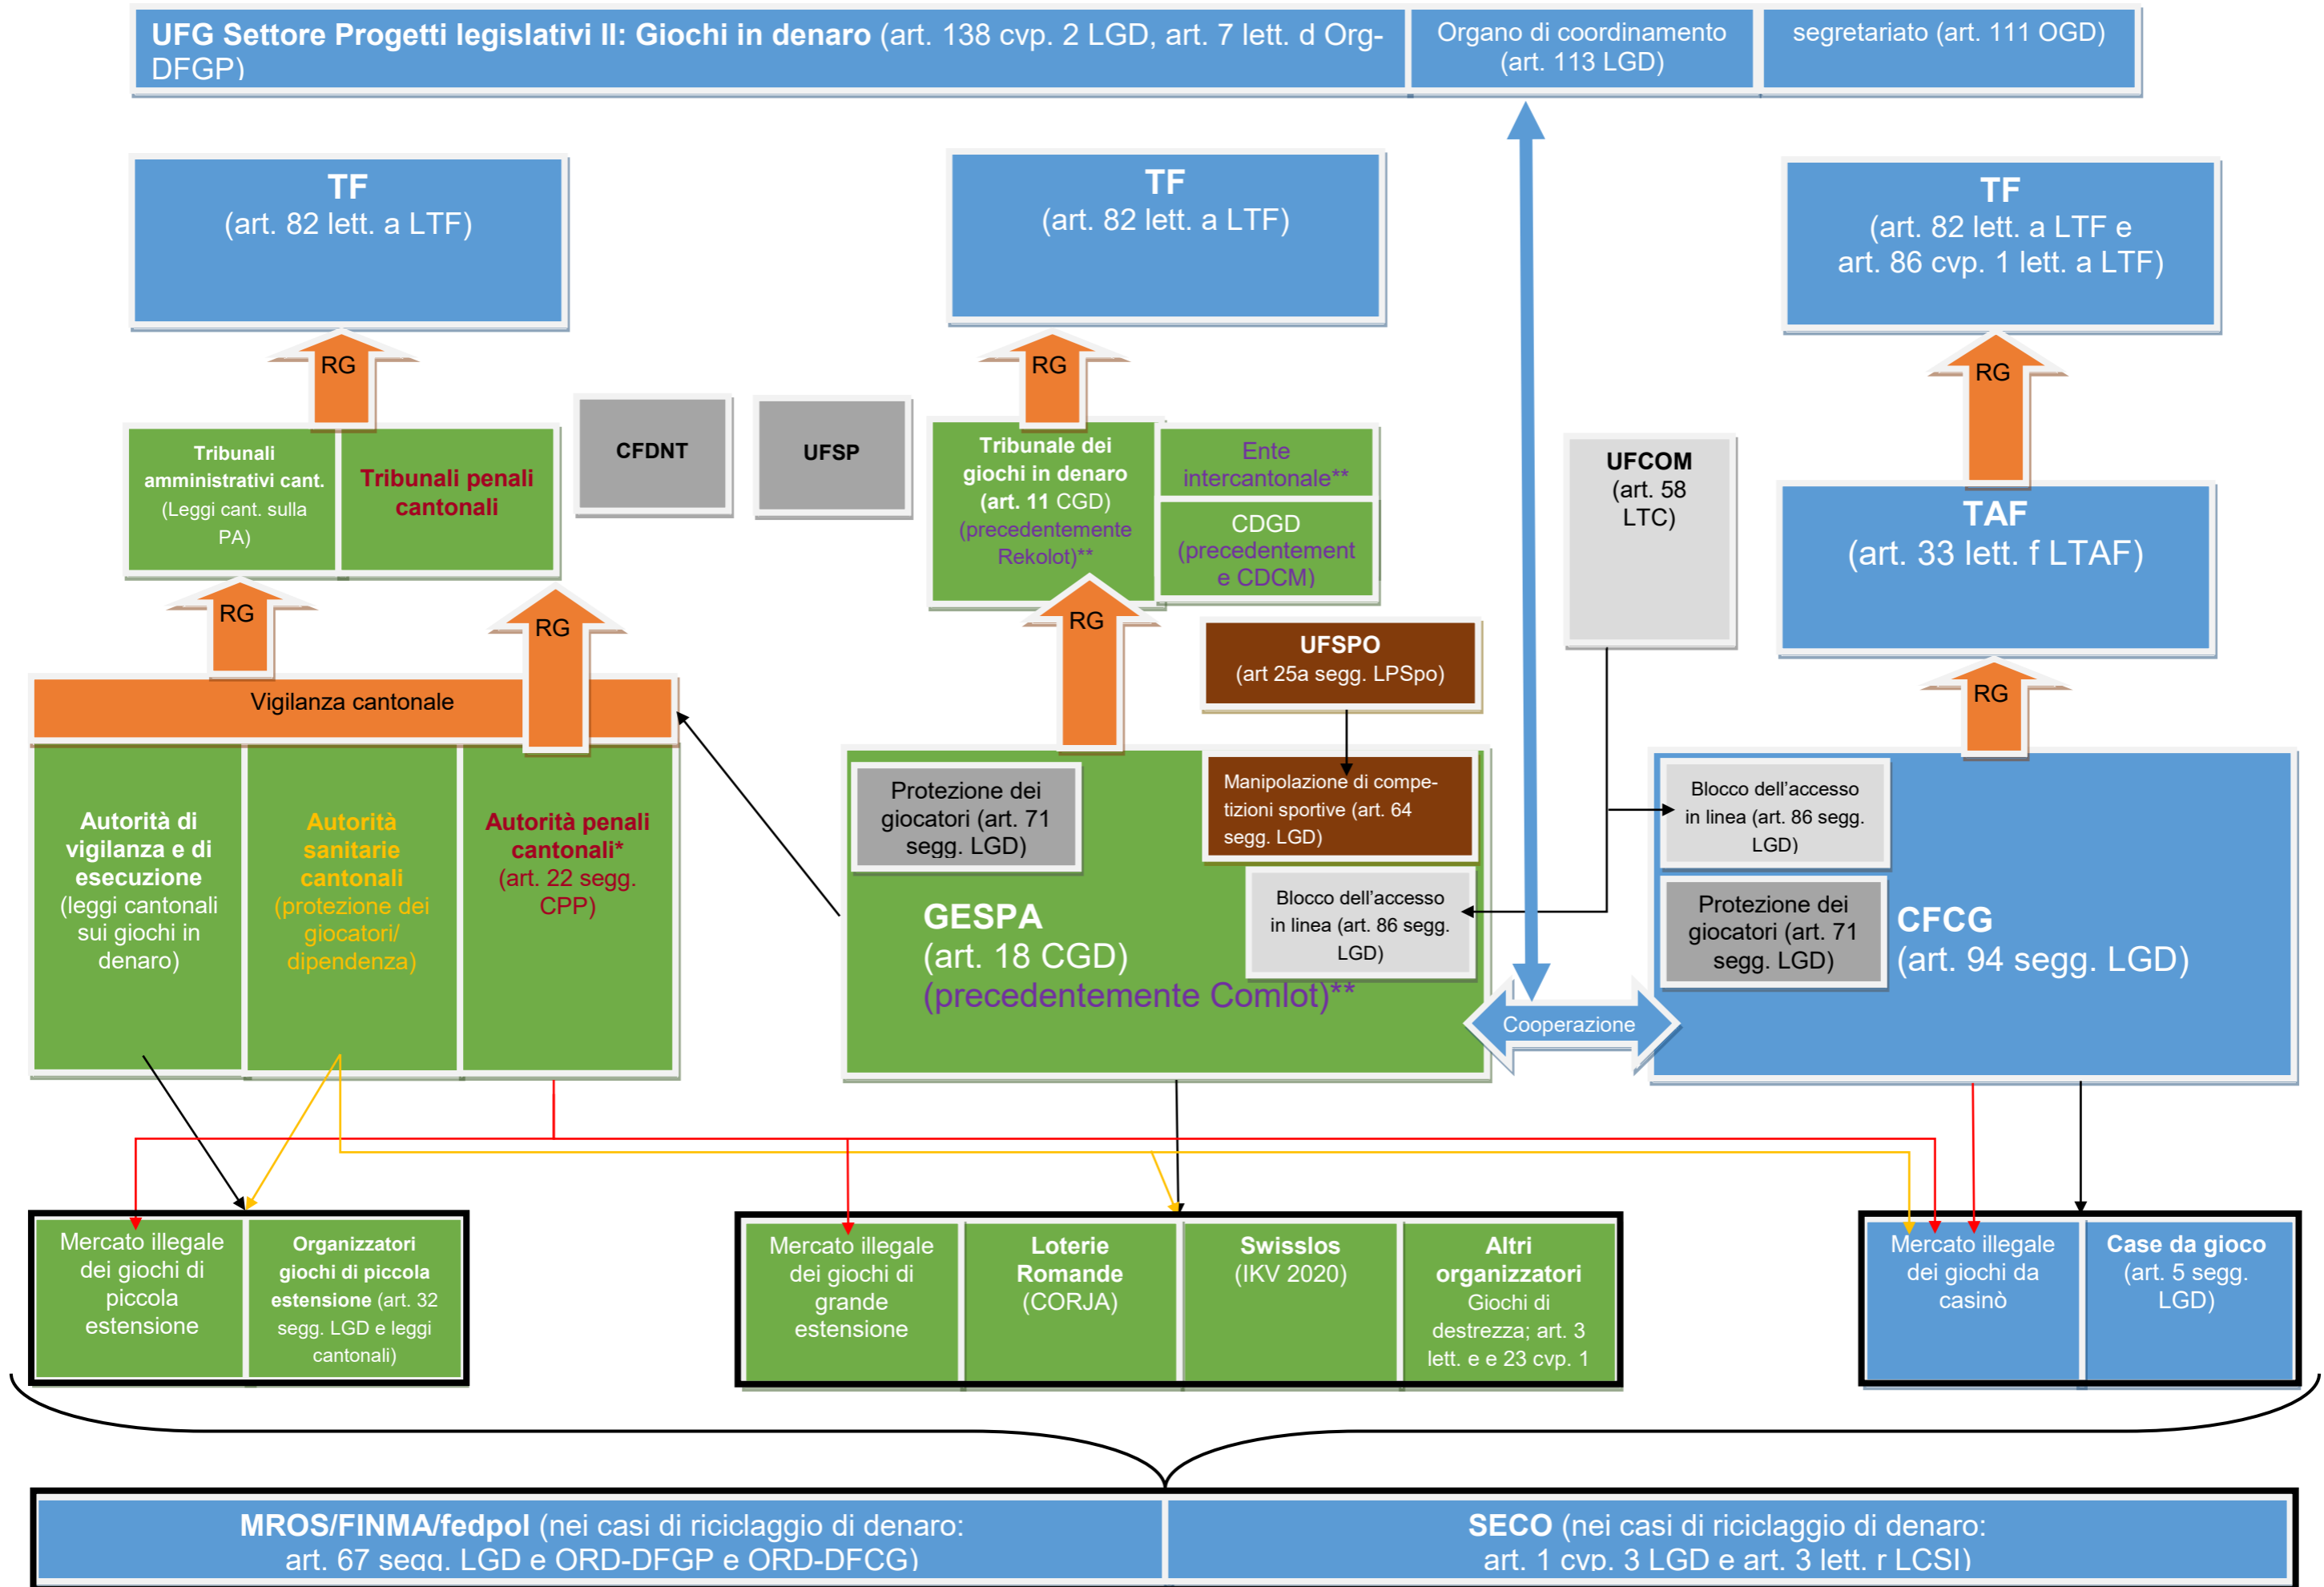 UFG Settore Progetti legislativi II: Giochi in denaro (art. 138 cvp. 2 LGD, art. 7 lett. d Org-
DFGP)
Organo di coordinamento
(art. 113 LGD)
segretariato (art. 111 OGD)
TF
(art. 82 lett. a LTF)
TF
(art. 82 lett. a LTF)
TF
(art. 82 lett. a LTF e
art. 86 cvp. 1 lett. a LTF)
RG
RG
RG
Tribunali
amministrativi cant.
(Leggi cant. sulla
PA)
Tribunali penali
cantonali
CFDNT
UFSP
Tribunale dei
giochi in denaro
(art. 11 CGD)
(precedentemente
Rekolot)**
Ente
intercantonale**
CDGD
(precedentement
e CDCM)
UFCOM
(art. 58
LTC)
TAF
(art. 33 lett. f LTAF)
RG
RG
RG
RG
UFSPO
(art 25a segg. LPSpo)
Vigilanza cantonale
Autorità di
vigilanza e di
esecuzione
(leggi cantonali
sui giochi in
denaro)
Autorità
sanitarie
cantonali
(protezione dei
giocatori/
dipendenza)
Autorità penali
cantonali*
(art. 22 segg.
CPP)
Protezione dei
giocatori (art. 71
segg. LGD)
Manipolazione di compe-
tizioni sportive (art. 64
segg. LGD)
Blocco dell'accesso
in linea (art. 86 segg.
LGD)
GESPA
(art. 18 CGD)
(precedentemente Comlot)**
Cooperazione
Blocco dell'accesso
in linea (art. 86 segg.
LGD)
Protezione dei
giocatori (art. 71
segg. LGD)
CFCG
(art. 94 segg. LGD)
Mercato illegale
dei giochi di
piccola
estensione
Organizzatori
giochi di piccola
estensione (art. 32
segg. LGD e leggi
cantonali)
Mercato illegale
dei giochi di
grande
estensione
Loterie
Romande
(CORJA)
Swisslos
(IKV 2020)
Altri
organizzatori
Giochi di
destrezza; art. 3
lett. e e 23 cvp. 1
Mercato illegale
dei giochi da
casinò
Case da gioco
(art. 5 segg.
LGD)
MROS/FINMA/fedpol (nei casi di riciclaggio di denaro:
art. 67 segg. LGD e ORD-DFGP e ORD-DFCG)
SECO (nei casi di riciclaggio di denaro:
art. 1 cvp. 3 LGD e art. 3 lett. r LCSI)